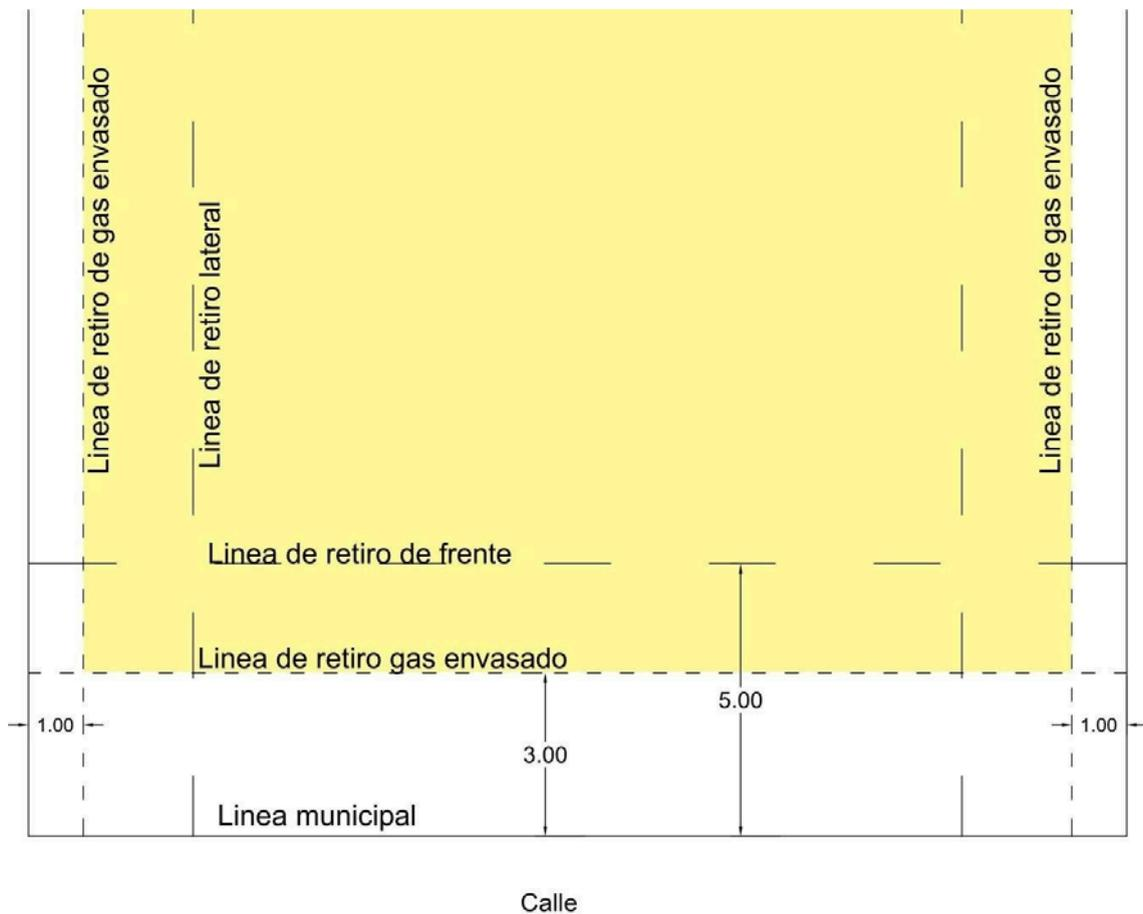 Linea de retiro de gas envasado
Linea de retiro lateral
Linea de retiro de gas envasado
Linea de retiro de frente
Linea de retiro gas envasado
1.00
5.00
1.00
3.00
Linea municipal
Calle